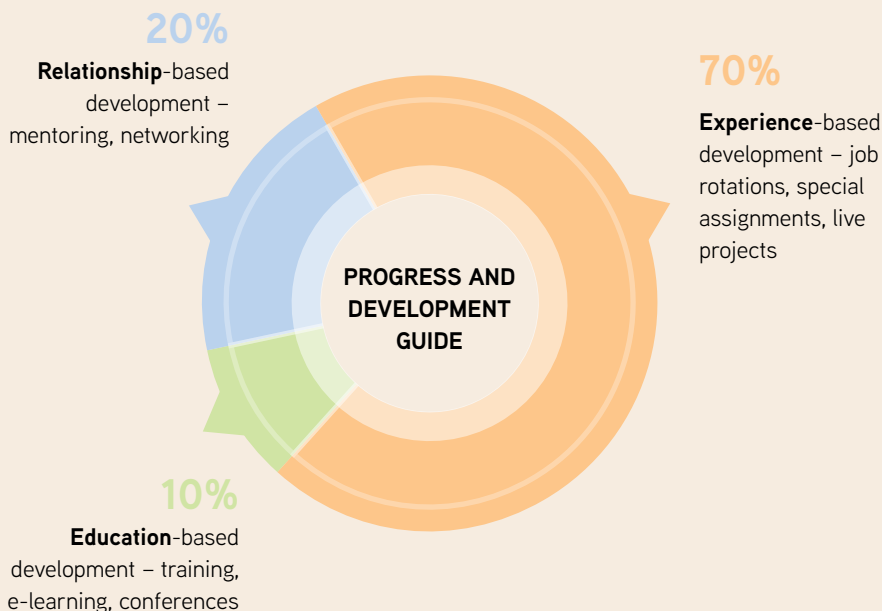 20%
Relationship-based
development –
mentoring, networking
70%
Experience-based
development – job
rotations, special
assignments, live
projects
PROGRESS AND
DEVELOPMENT
GUIDE
10%
Education-based
development – training,
e-learning, conferences